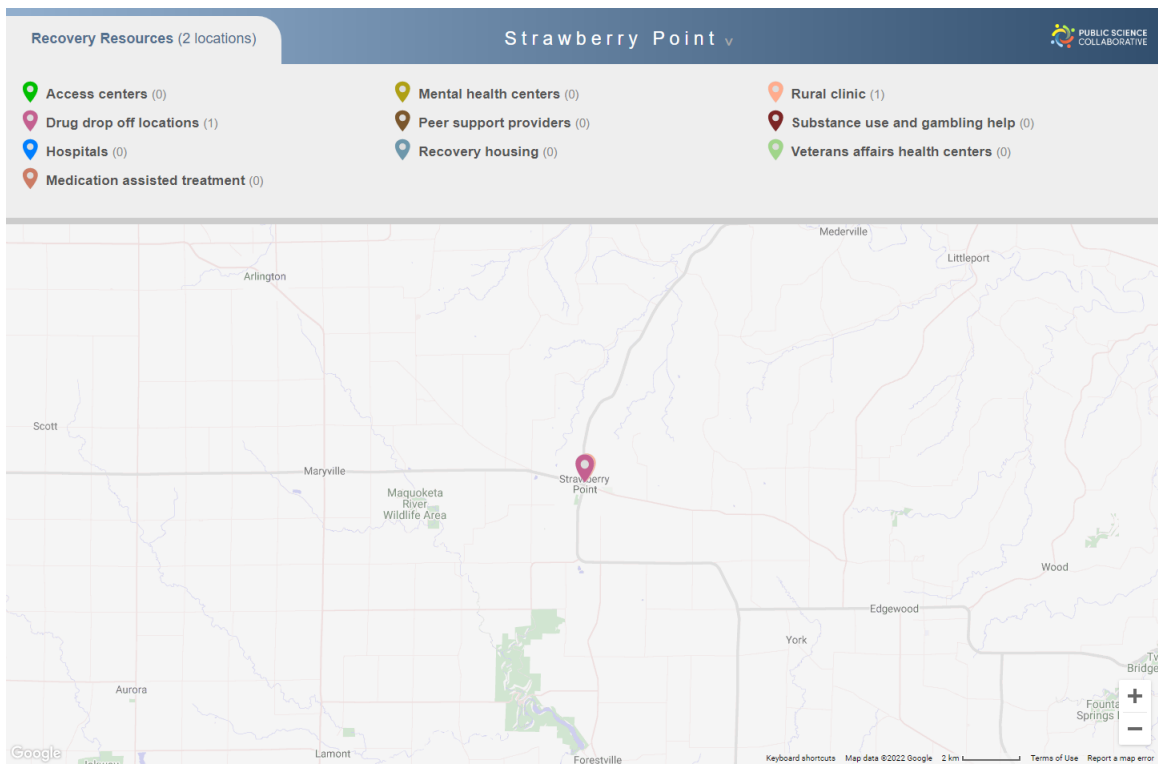 Recovery Resources (2 locations)
Strawberry Point v
PUBLIC SCIENCE
COLLABORATIVE
Access centers (0)
Drug drop off locations (1)
Hospitals (0)
Medication assisted treatment (0)
Mental health centers (0)
Peer support providers (0)
Recovery housing (0)
Rural clinic (1)
Substance use and gambling help (0)
Veterans affairs health centers (0)
Mederville
Littleport
Arlington
Scott
Maryville
Strawberry
Point
Maquoketa
River
Wildlife Area
Wood
Edgewood
York
Aurora
Bridge
Springs
Lamont
Forestville
Google
Keyboard shortcuts
Map data ©2022 Google
2 km
Terms of Use
Report a map error